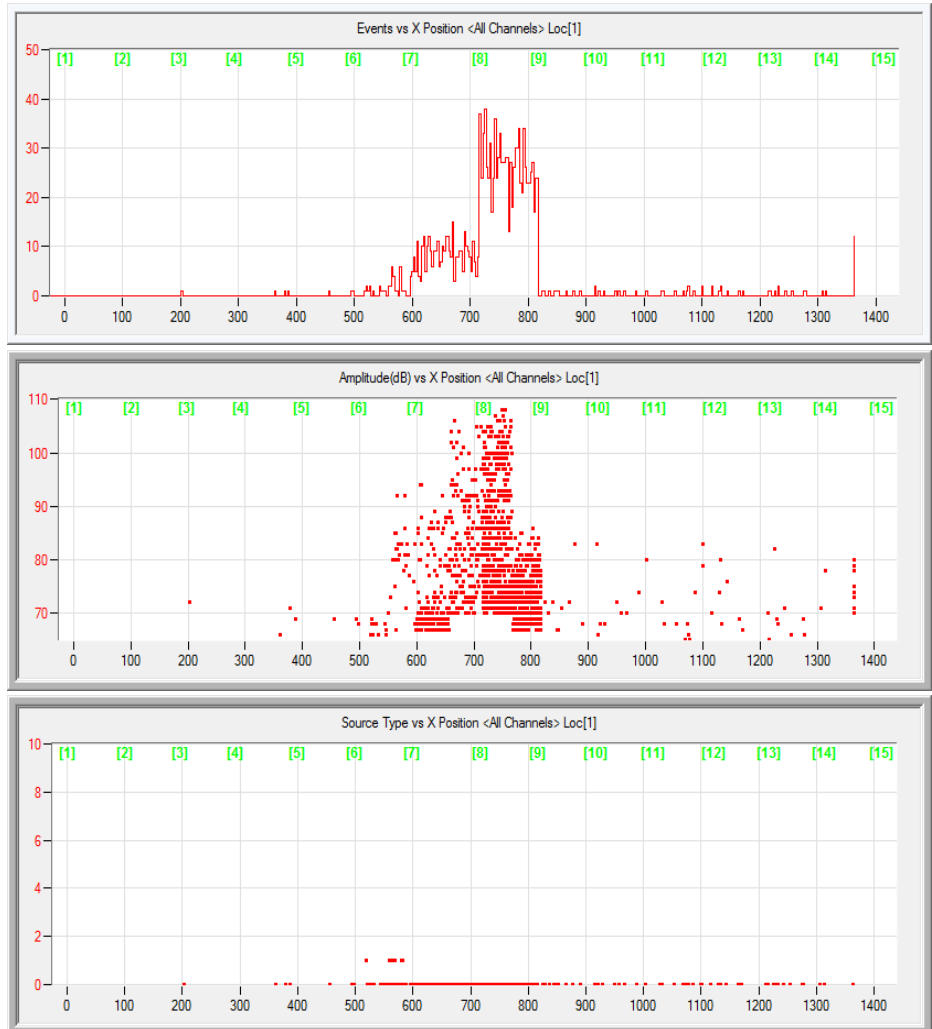 Events vs X Position <All Channels> Loc[1]
50
[1] [2] [3] [4] [5] [6] [7] [8] [9] [10] [11] [12] [13] [14] [15]
40
30
20
10
0
0 100 200 300 400 500 600 700 800 900 1000 1100 1200 1300 1400
Amplitude(dB) vs X Position <All Channels> Loc[1]
110
[1] [2] [3] [4] [5] [6] [7] [8] [9] [10] [11] [12] [13] [14] [15]
100
90
80
70
0 100 200 300 400 500 600 700 800 900 1000 1100 1200 1300 1400
Source Type vs X Position <All Channels> Loc[1]
10
[1] [2] [3] [4] [5] [6] [7] [8] [9] [10] [11] [12] [13] [14] [15]
8
6
4
2
0
0 100 200 300 400 500 600 700 800 900 1000 1100 1200 1300 1400